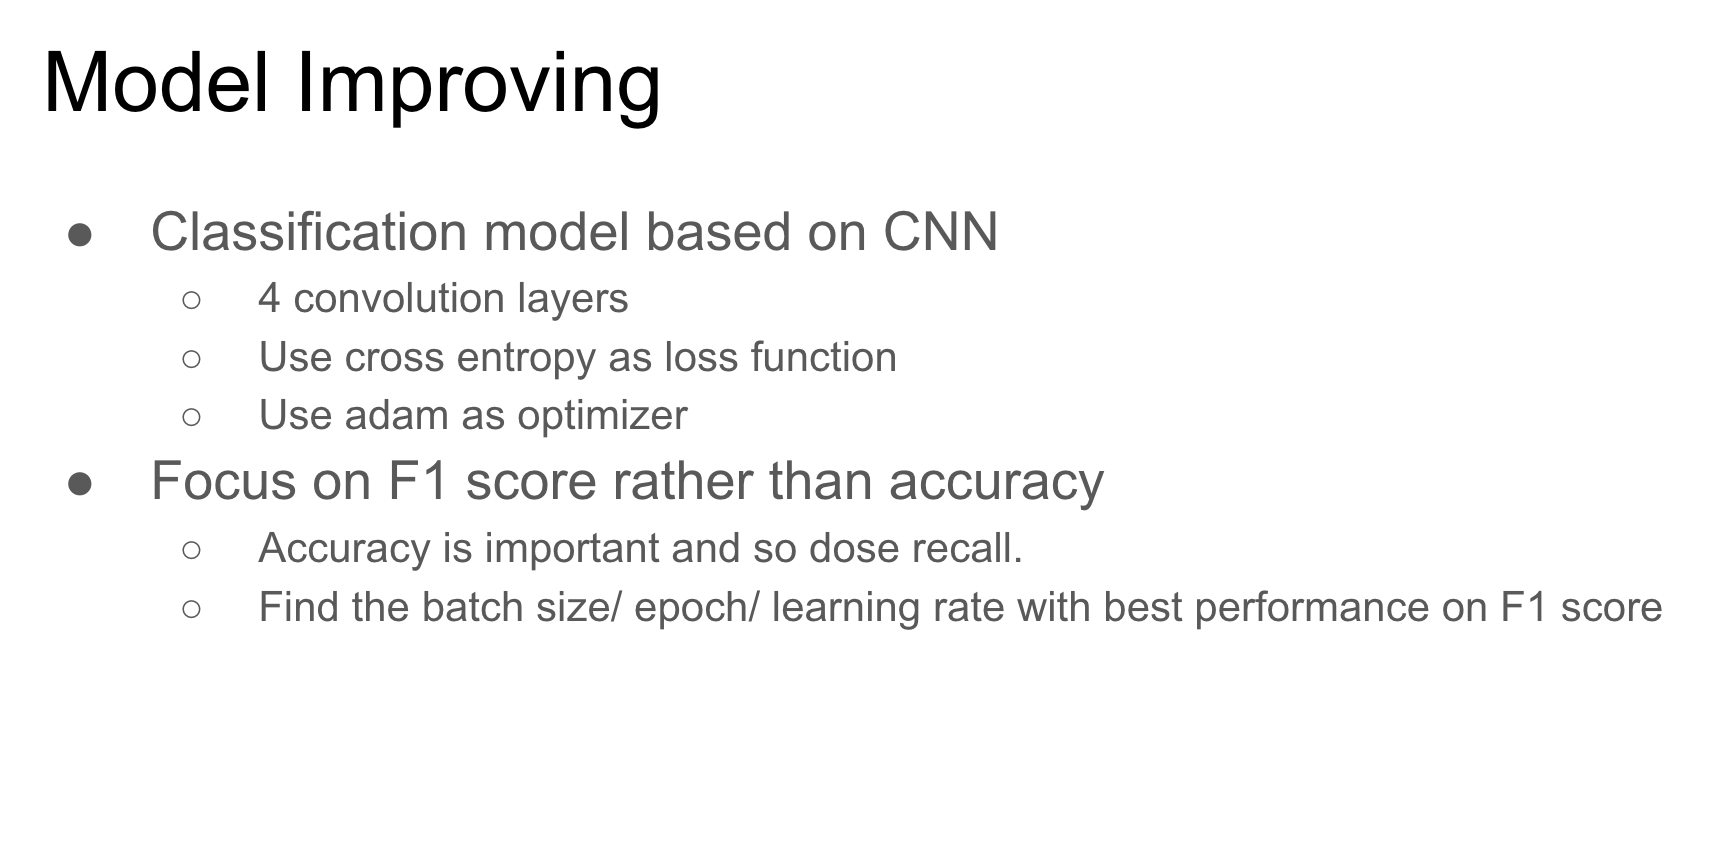 Model Improving
● Classification model based on CNN
○ 4 convolution layers
○ Use cross entropy as loss function
○ Use adam as optimizer
● Focus on F1 score rather than accuracy
○ Accuracy is important and so dose recall.
○ Find the batch size/ epoch/ learning rate with best performance on F1 score